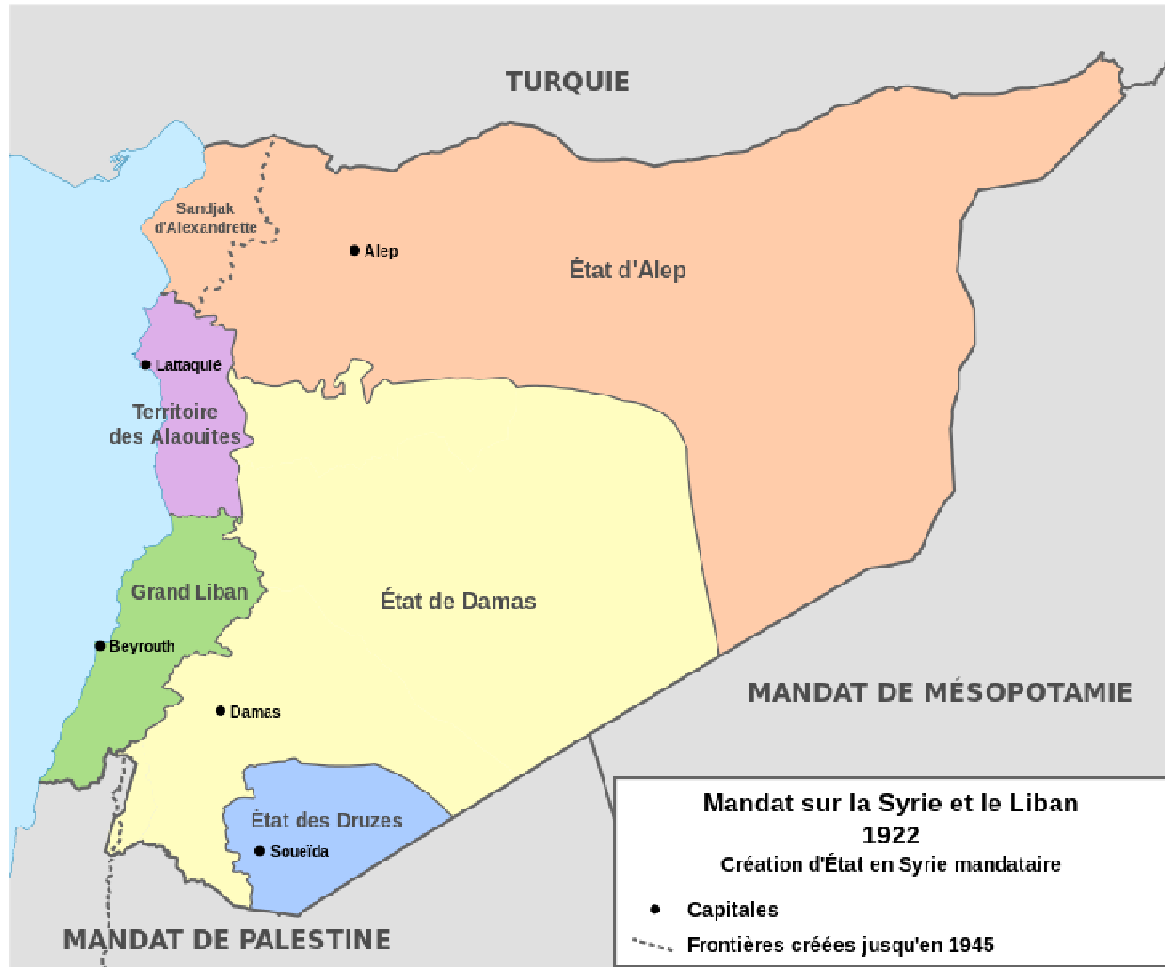 TURQUIE
Sandjak
d'Alexandrette
Alep
État d'Alep
Lattaquié
Territoire
des Alaouites
Grand Liban
État de Damas
Beyrouth
MANDAT DE MÉSOPOTAMIE
Damas
État des Druzes
Soueïda
MANDAT DE PALESTINE
Mandat sur la Syrie et le Liban
1922
Création d'État en Syrie mandataire
Capitales
Frontières créées jusqu'en 1945